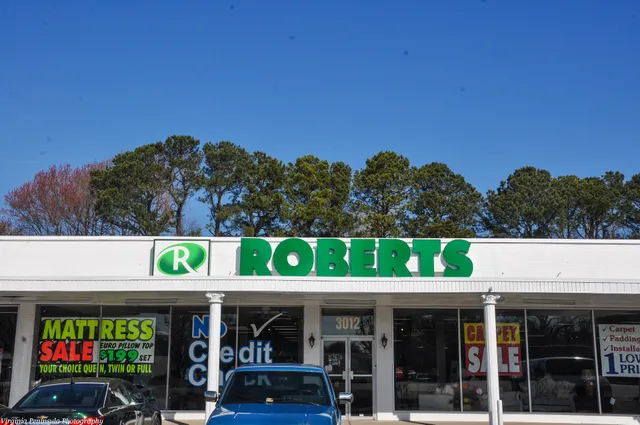 R ROBERTS
3012
MATTRESS
SALE EURO PILLOW TOP
$199 SET
YOUR CHOICE QUEEN, TWIN OR FULL
NO
Credit
CARPET
SALE
✓ Carpet
✓ Padding
✓ Installa
1 LOW
PRI
Virginia Peninsula Photography